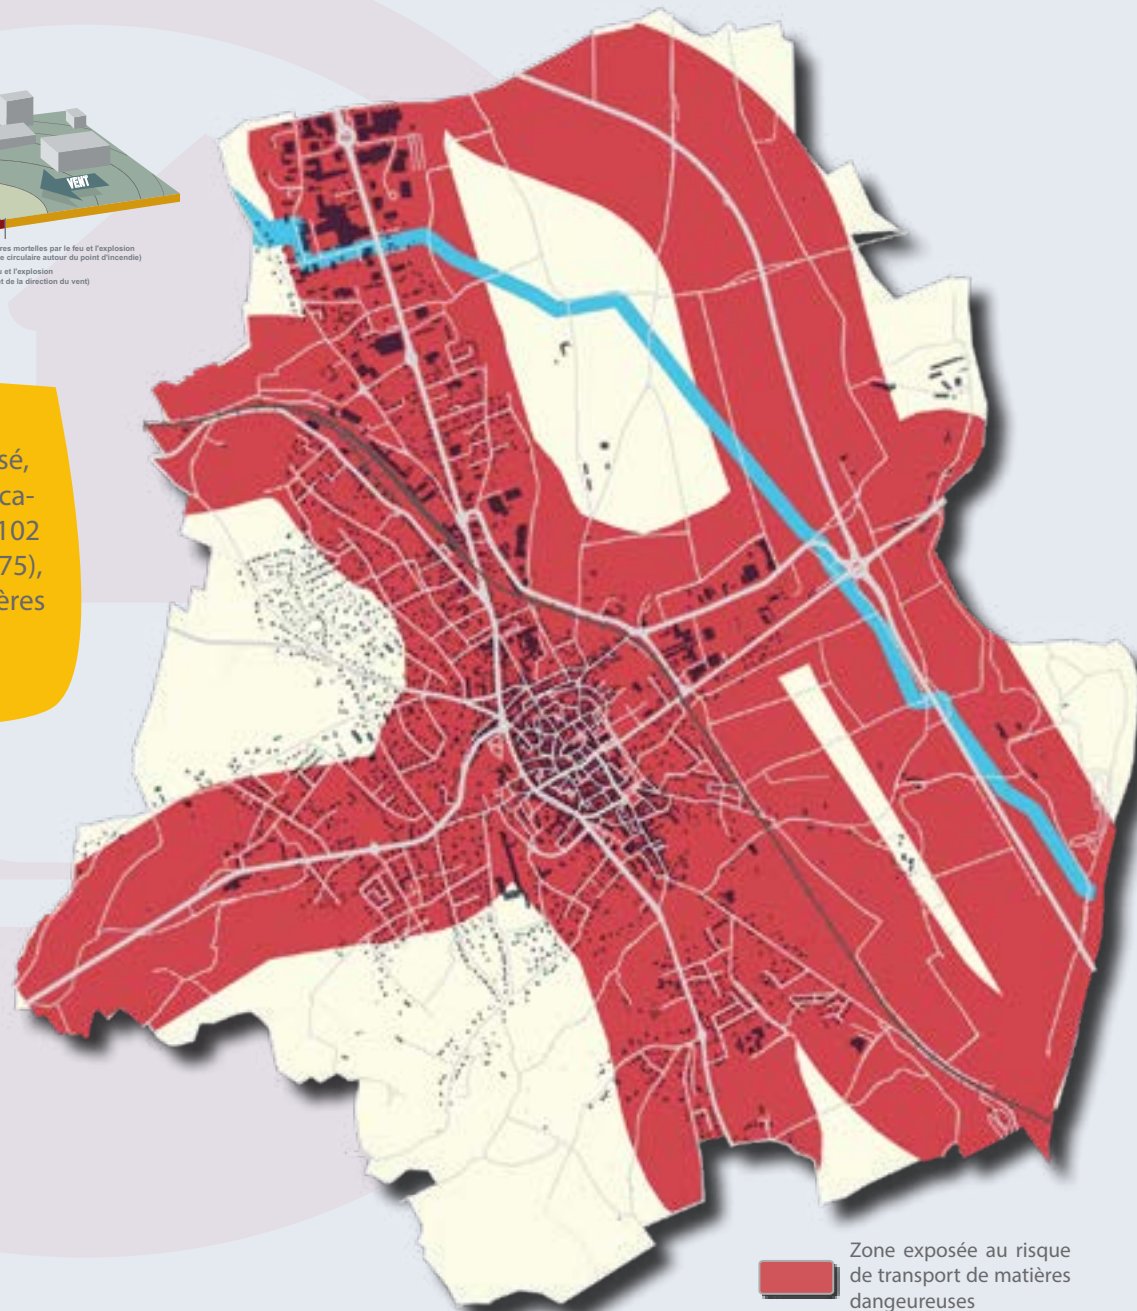 VENT
res mortelles par le feu et l'explosion
e circulaire autour du point d'incendie)
u et l'explosion
et de la direction du vent)
sé,
ca-
102
75),
ères
Zone exposée au risque
de transport de matières
dangeureuses